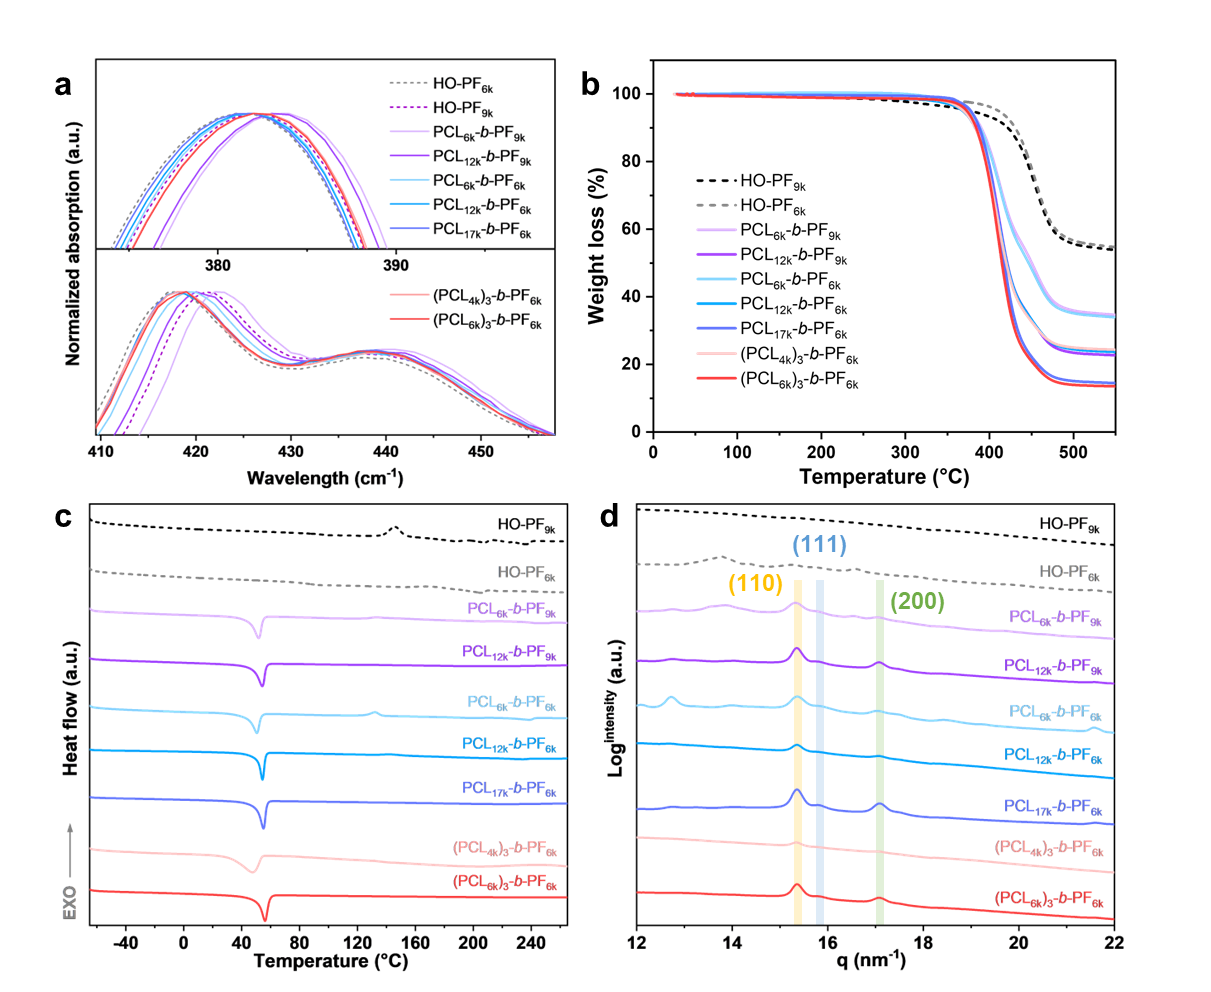 a
Normalized absorption (a.u.)
HO-PF6k
HO-PF9k
PCL6k-b-PF9k
PCL12k-b-PF9k
PCL6k-b-PF6k
PCL12k-b-PF6k
PCL17k-b-PF6k
380 390
(PCL4k)3-b-PF6k
(PCL6k)3-b-PF6k
410 420 430 440 450
Wavelength (cm-1)
b
Weight loss (%)
100
80
60
40
20
0
HO-PF9k
HO-PF6k
PCL6k-b-PF9k
PCL12k-b-PF9k
PCL6k-b-PF6k
PCL12k-b-PF6k
PCL17k-b-PF6k
(PCL4k)3-b-PF6k
(PCL6k)3-b-PF6k
0 100 200 300 400 500
Temperature (°C)
c
Heat flow (a.u.)
EXO
HO-PF9k
HO-PF6k
PCL6k-b-PF9k
PCL12k-b-PF9k
PCL6k-b-PF6k
PCL12k-b-PF6k
PCL17k-b-PF6k
(PCL4k)3-b-PF6k
(PCL6k)3-b-PF6k
-40 0 40 80 120 160 200 240
Temperature (°C)
d
Logintensity (a.u.)
HO-PF9k
(111)
HO-PF6k
(110)
(200)
PCL6k-b-PF9k
PCL12k-b-PF9k
PCL6k-b-PF6k
PCL12k-b-PF6k
PCL17k-b-PF6k
(PCL4k)3-b-PF6k
(PCL6k)3-b-PF6k
12 14 16 18 20 22
q (nm-1)